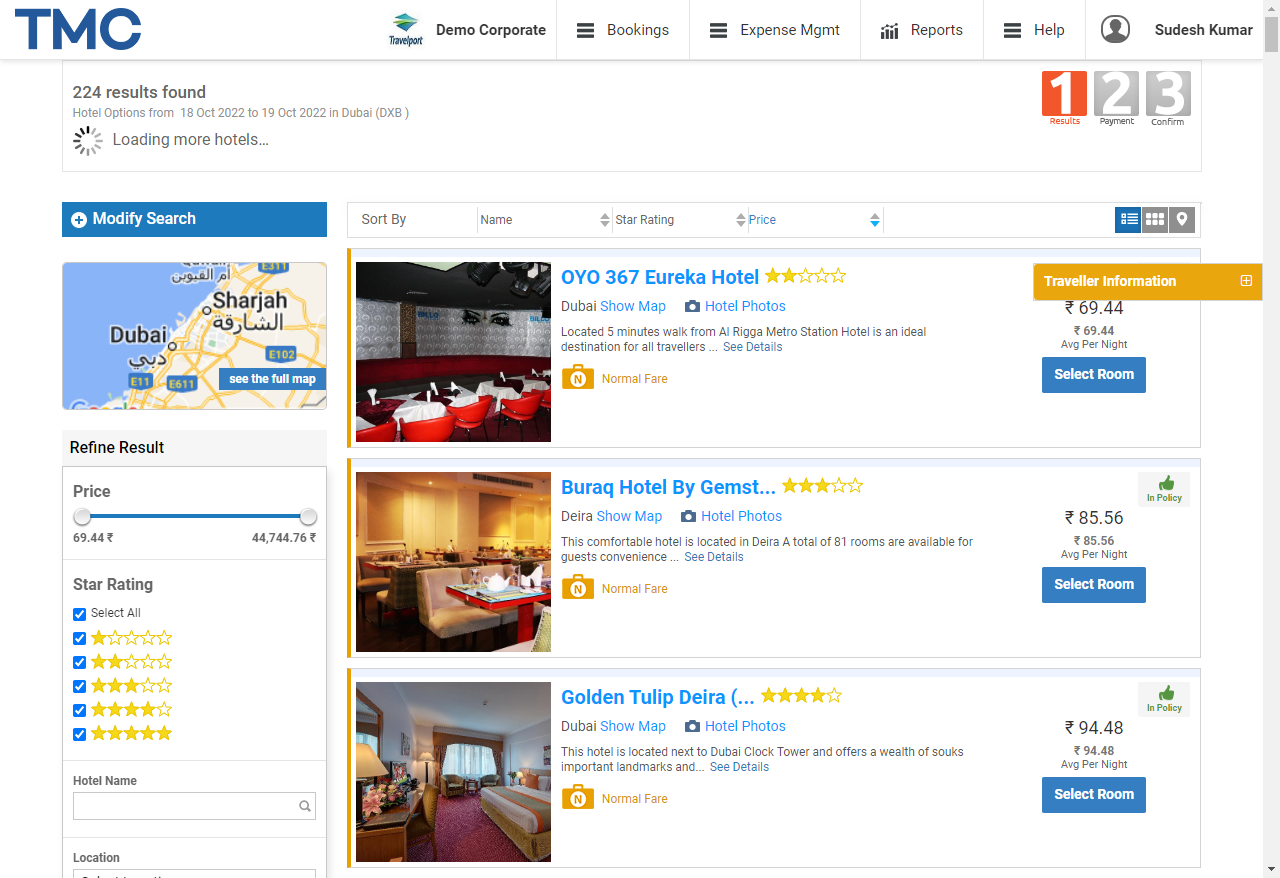 TMC
Travelport
Demo Corporate
Bookings
Expense Mgmt
Reports
Help
Sudesh Kumar
224 results found
Hotel Options from 18 Oct 2022 to 19 Oct 2022 in Dubai (DXB )
Loading more hotels...
1 2 3
Results Payment Confirm
Modify Search
Sort By
Name
Star Rating
Price
E311
أم القيوين
Sharjah
الشارقة
Dubai
دبي
E102
E11
E611
see the full map
Google
Refine Result
Price
69.44 ₹
44,744.76 ₹
Star Rating
Select All
Hotel Name
Location
OYO 367 Eureka Hotel
Dubai Show Map Hotel Photos
Located 5 minutes walk from Al Rigga Metro Station Hotel is an ideal
destination for all travellers ... See Details
N Normal Fare
Traveller Information
₹ 69.44
₹ 69.44
Avg Per Night
Select Room
Buraq Hotel By Gemst...
Deira Show Map Hotel Photos
This comfortable hotel is located in Deira A total of 81 rooms are available for
guests convenience ... See Details
N Normal Fare
In Policy
₹ 85.56
₹ 85.56
Avg Per Night
Select Room
Golden Tulip Deira (...
Dubai Show Map Hotel Photos
This hotel is located next to Dubai Clock Tower and offers a wealth of souks
important landmarks and... See Details
N Normal Fare
In Policy
₹ 94.48
₹ 94.48
Avg Per Night
Select Room